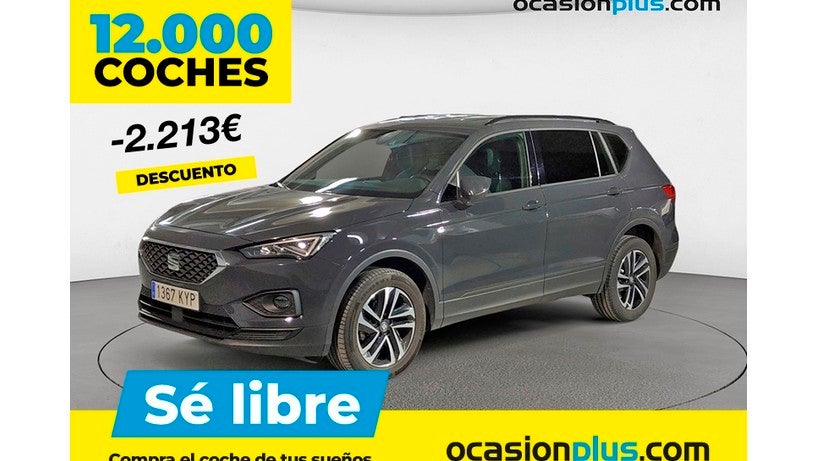 ocasionplus.com
12.000
COCHES
-2.213€
DESCUENTO
1367 KYP
Sé libre
Compra el coche de tus sueños
ocasionplus.com